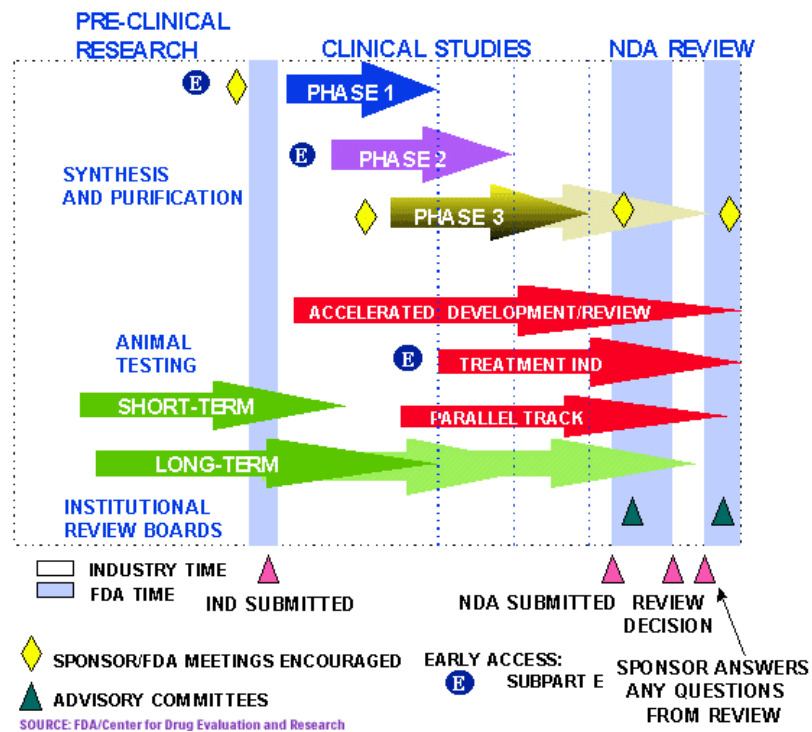 PRE-CLINICAL
RESEARCH
CLINICAL STUDIES
NDA REVIEW
E
PHASE 1
E
PHASE 2
SYNTHESIS
AND PURIFICATION
PHASE 3
ACCELERATED DEVELOPMENT/REVIEW
ANIMAL
TESTING
E
TREATMENT IND
SHORT-TERM
PARALLEL TRACK
LONG-TERM
INSTITUTIONAL
REVIEW BOARDS
INDUSTRY TIME
FDA TIME
IND SUBMITTED
NDA SUBMITTED
REVIEW
DECISION
SPONSOR/FDA MEETINGS ENCOURAGED
ADVISORY COMMITTEES
EARLY ACCESS:
E SUBPART E
SPONSOR ANSWERS
ANY QUESTIONS
FROM REVIEW
SOURCE: FDA/Center for Drug Evaluation and Research